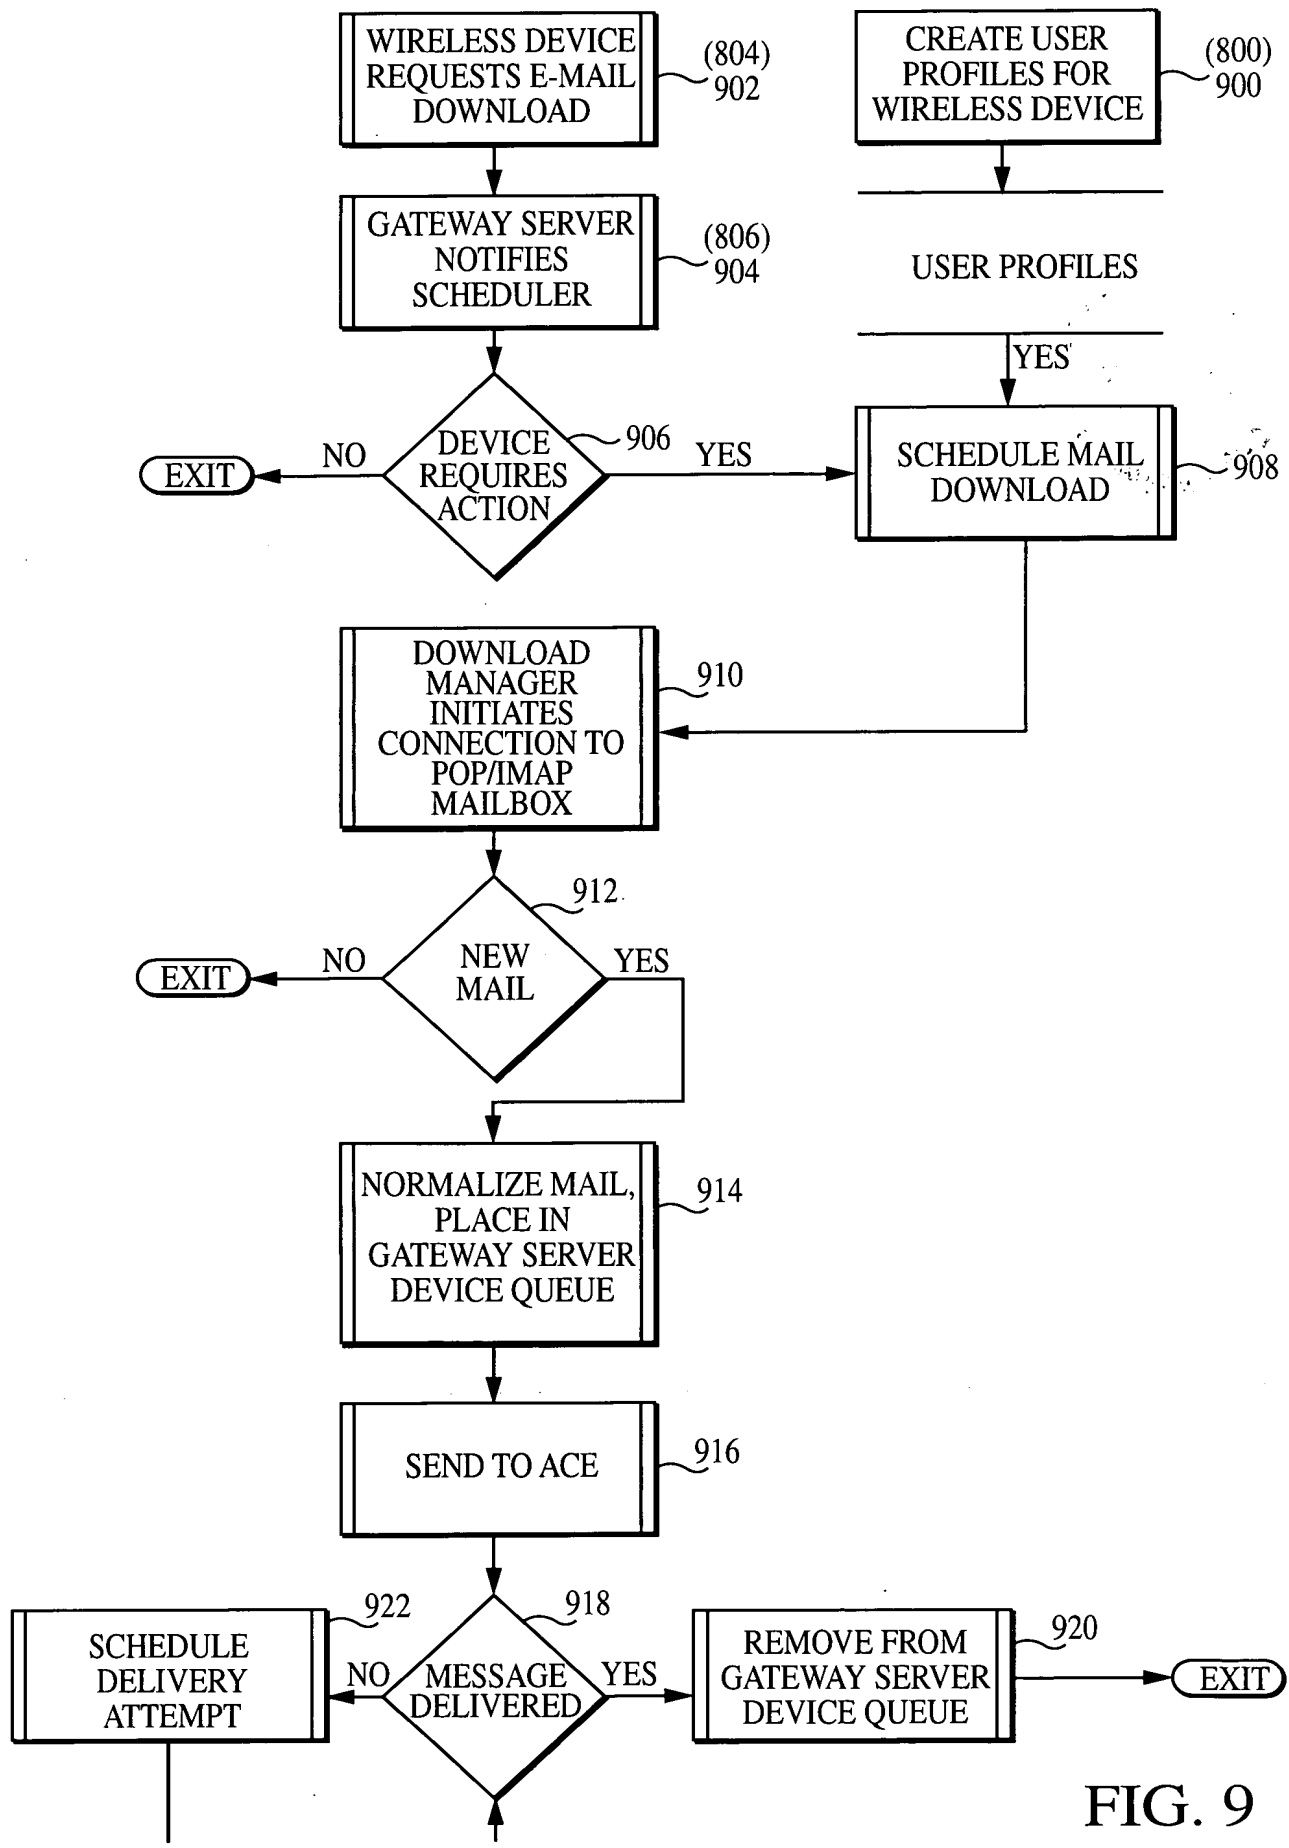 WIRELESS DEVICE
REQUESTS E-MAIL
DOWNLOAD
(804)
902
CREATE USER
PROFILES FOR
WIRELESS DEVICE
(800)
900
GATEWAY SERVER
NOTIFIES
SCHEDULER
(806)
904
USER PROFILES
YES
DEVICE
REQUIRES
ACTION
906
NO
EXIT
YES
SCHEDULE MAIL
DOWNLOAD
908
DOWNLOAD
MANAGER
INITIATES
CONNECTION TO
POP/IMAP
MAILBOX
910
912
NEW
MAIL
NO
EXIT
YES
NORMALIZE MAIL,
PLACE IN
GATEWAY SERVER
DEVICE QUEUE
914
SEND TO ACE
916
918
MESSAGE
DELIVERED
NO
922
SCHEDULE
DELIVERY
ATTEMPT
YES
REMOVE FROM
GATEWAY SERVER
DEVICE QUEUE
920
EXIT
FIG. 9